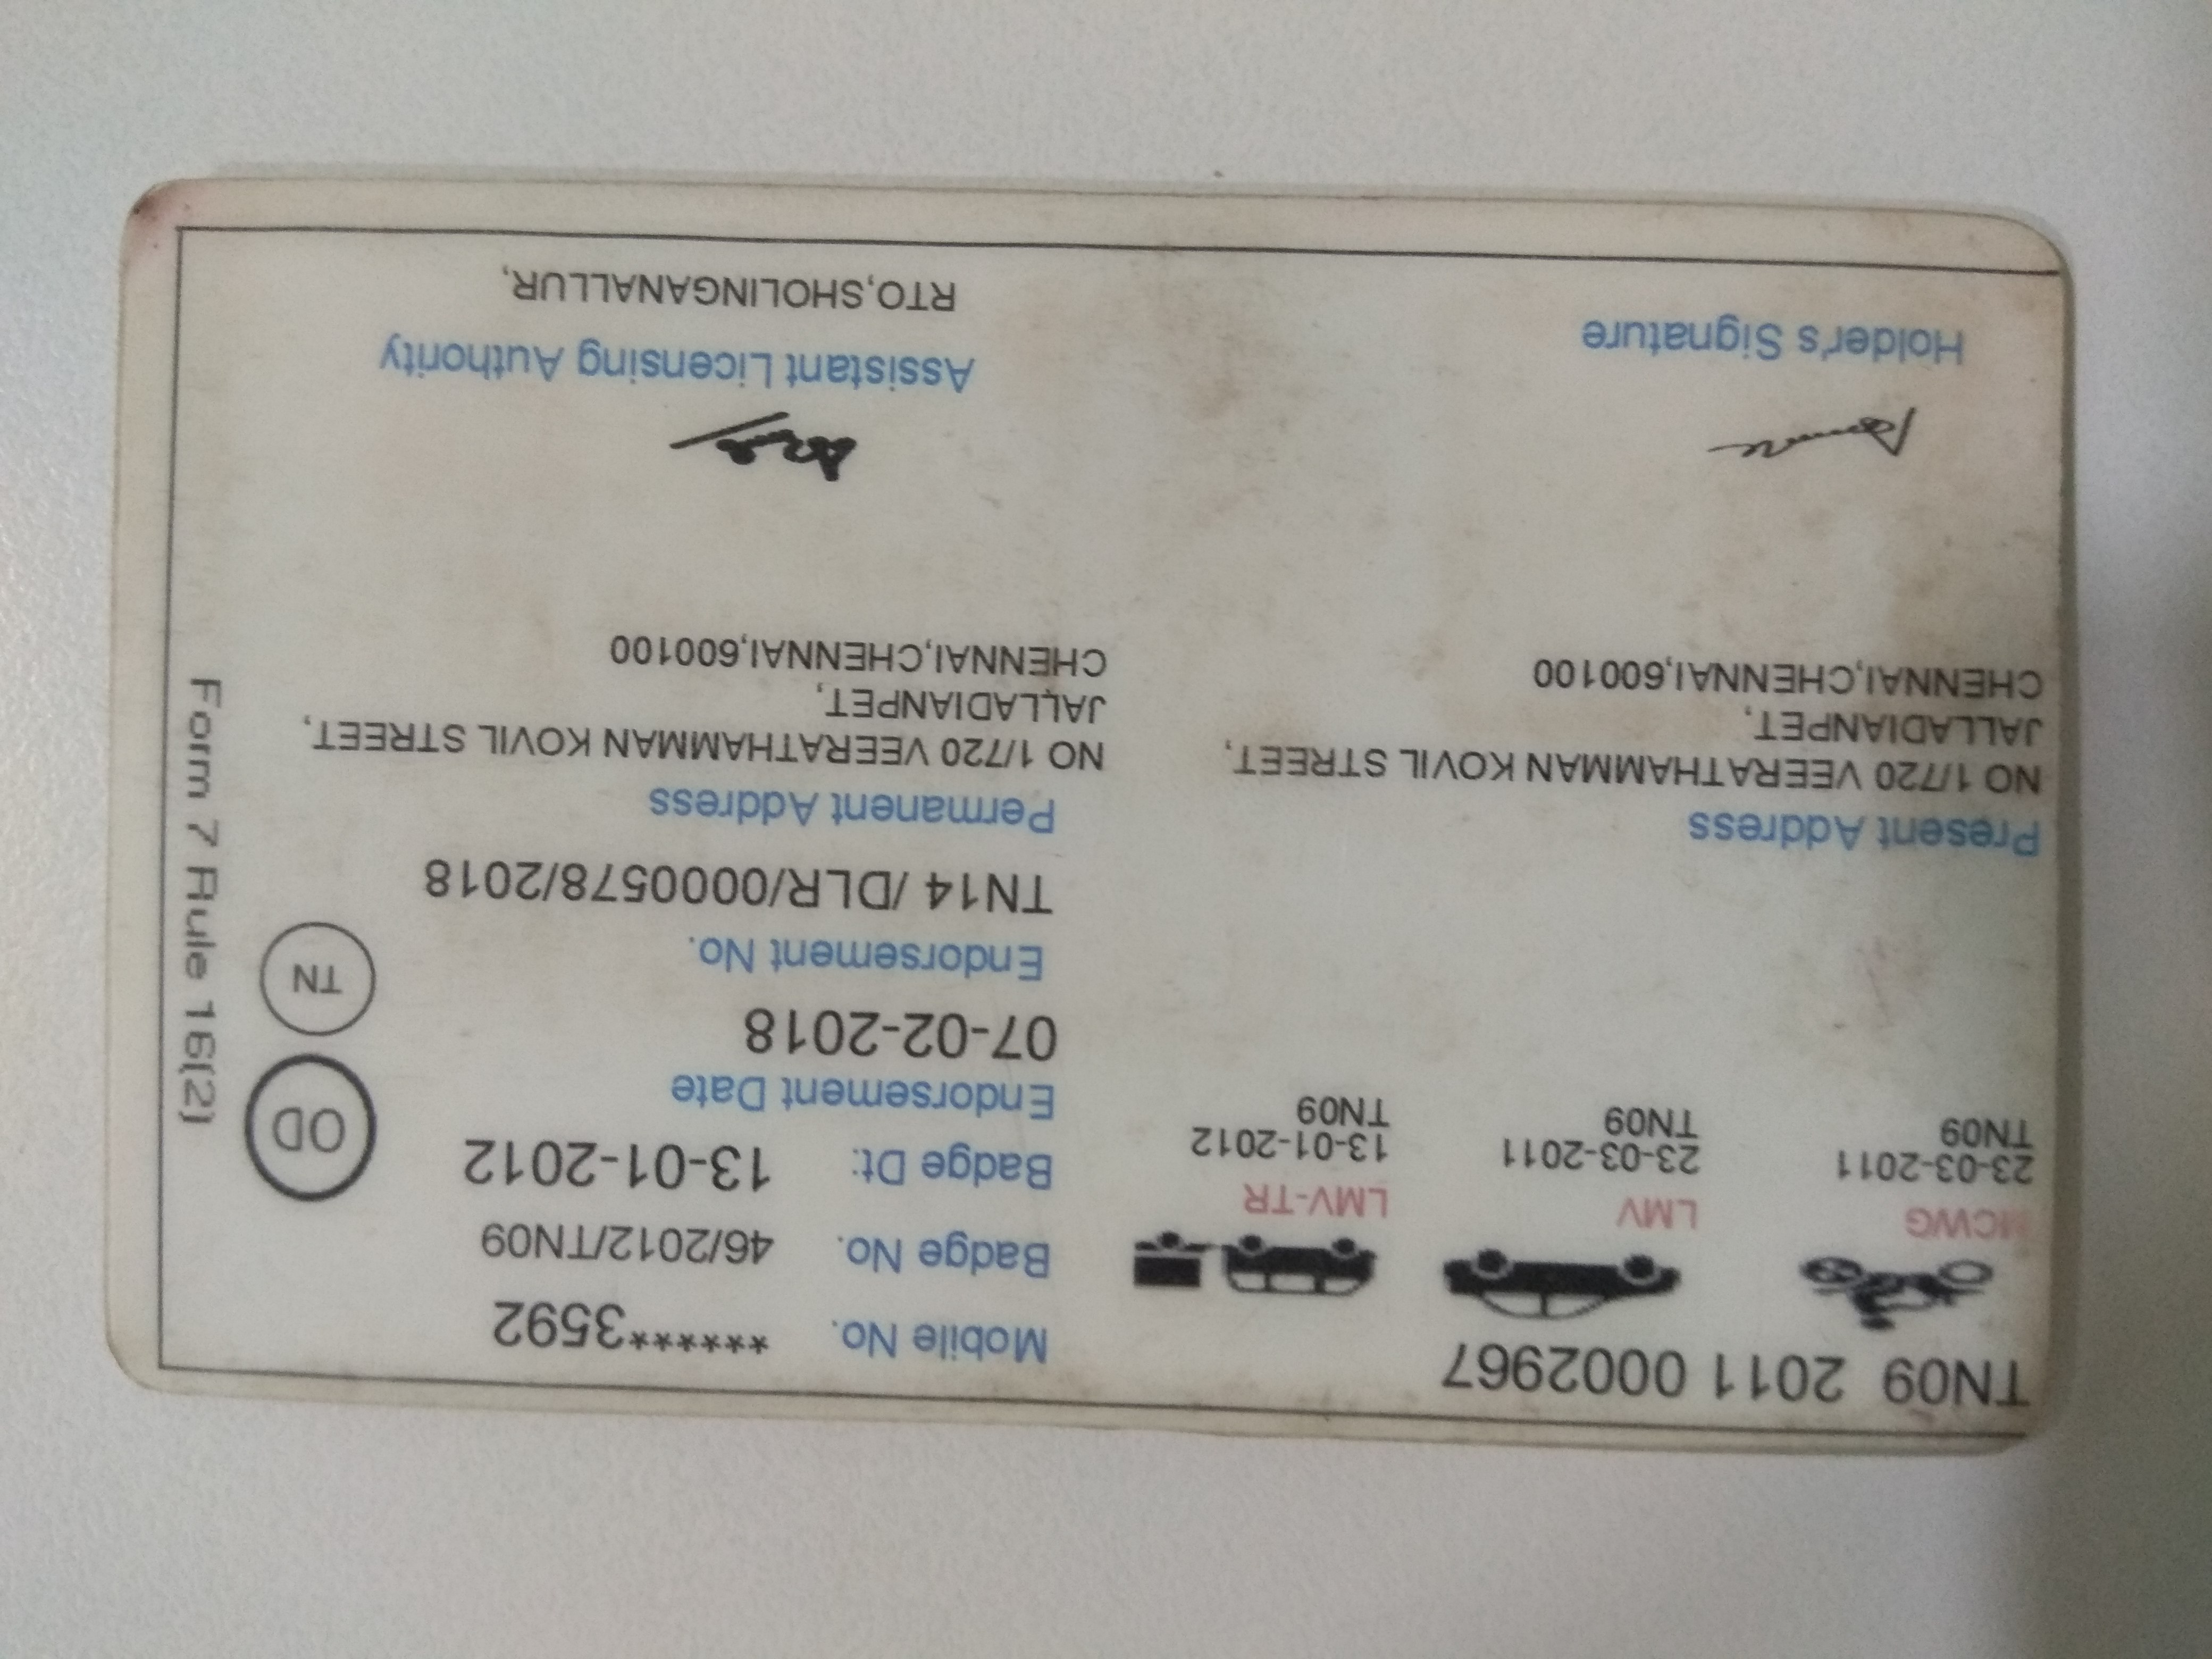 TN09 2011 0002967
MCWG
23-03-2011
TN09
LMV
23-03-2011
TN09
LMV-TR
13-01-2012
TN09
Mobile No. ******3592
Badge No. 46/2012/TN09
Badge Dt: 13-01-2012
Endorsement Date
07-02-2018
Endorsement No.
TN14 /DLR/0000578/2018
OD
TN
Form 7 Rule 16(2)
Present Address
NO 1/720 VEERATHAMMAN KOVIL STREET,
JALLADIANPET,
CHENNAI,CHENNAI,600100
Permanent Address
NO 1/720 VEERATHAMMAN KOVIL STREET,
JALLADIANPET,
CHENNAI,CHENNAI,600100
Holder's Signature
Assistant Licensing Authority
RTO,SHOLINGANALLUR,